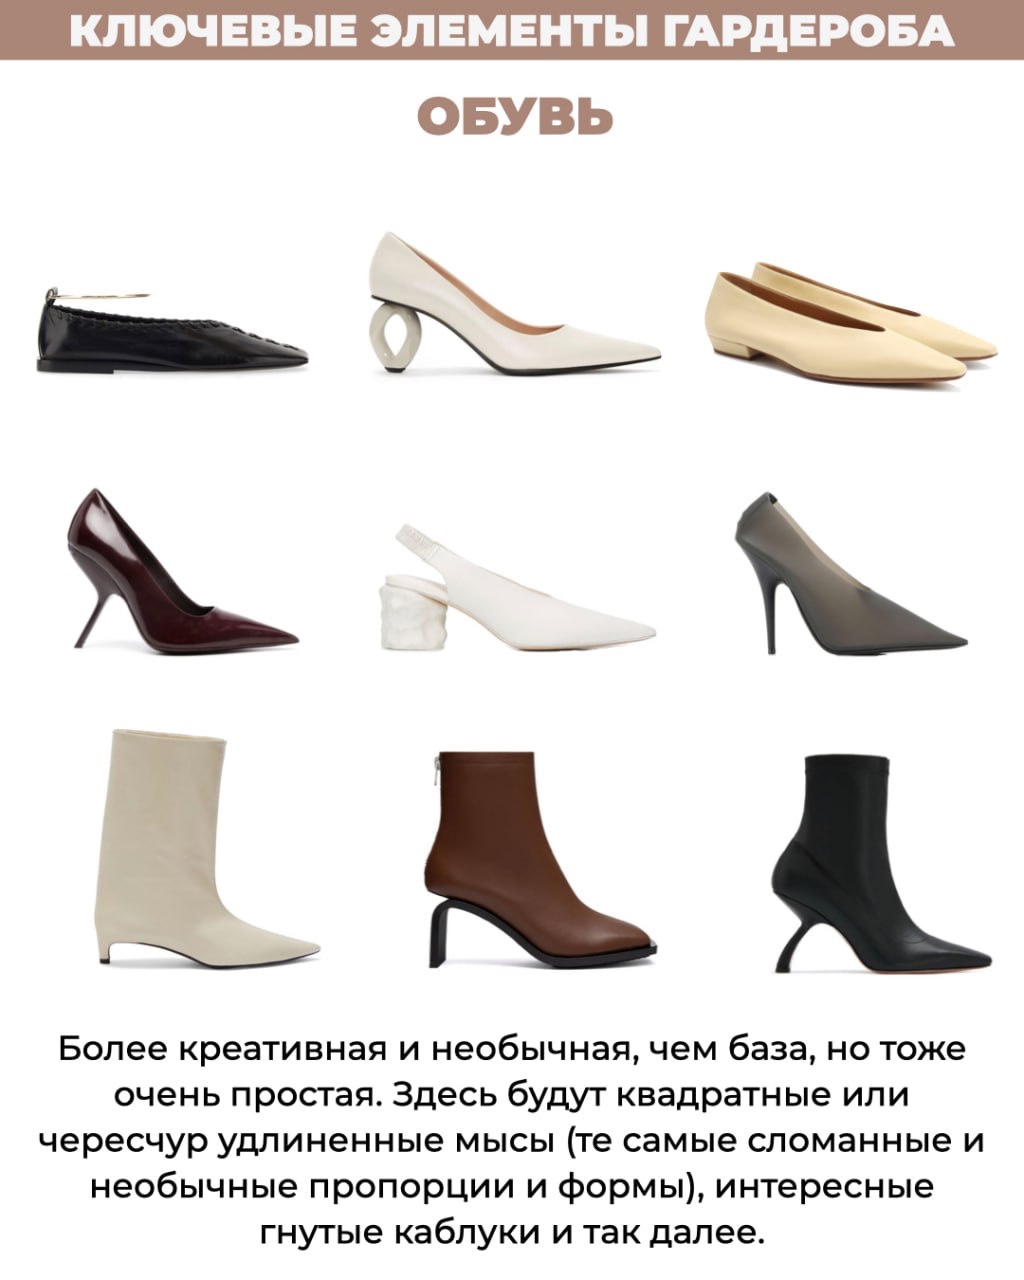 КЛЮЧЕВЫЕ ЭЛЕМЕНТЫ ГАРДЕРОБА
ОБУВЬ
Более креативная и необычная, чем база, но тоже
очень простая. Здесь будут квадратные или
чересчур удлиненные мысы (те самые сломанные и
необычные пропорции и формы), интересные
гнутые каблуки и так далее.